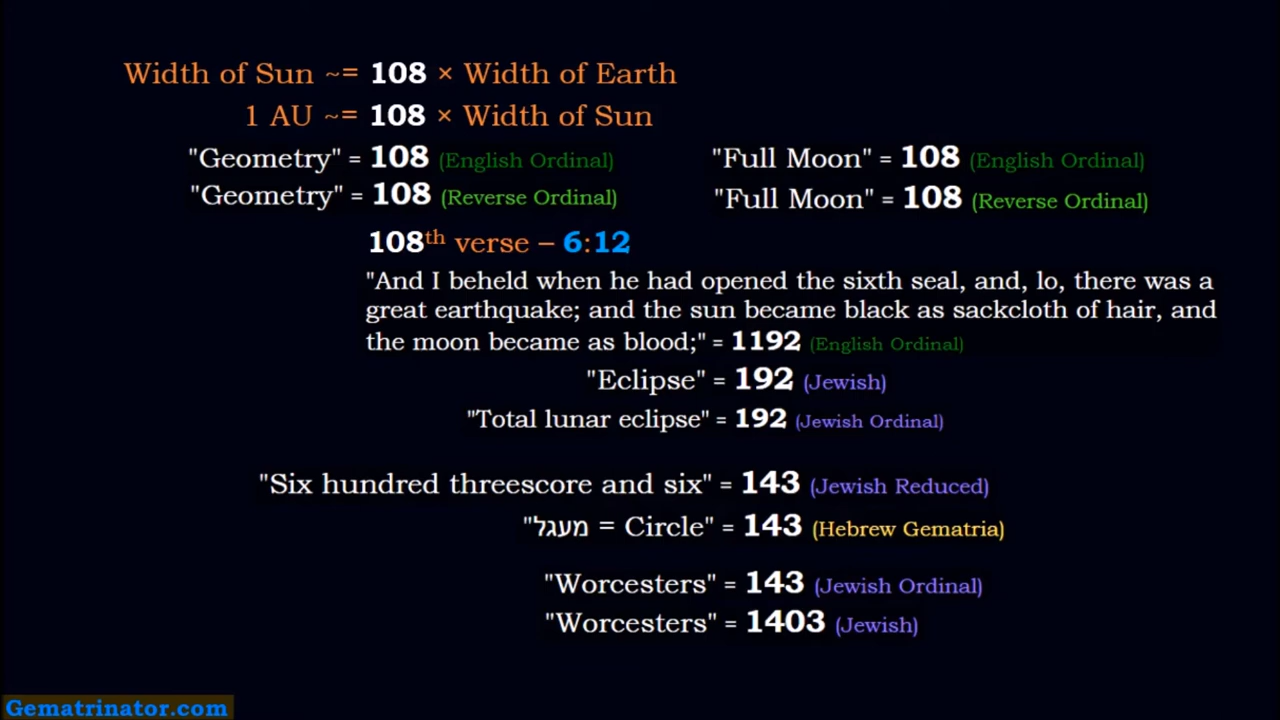 Width of Sun ~= 108 × Width of Earth
1 AU ~= 108 × Width of Sun
"Geometry" = 108 (English Ordinal) "Full Moon" = 108 (English Ordinal)
"Geometry" = 108 (Reverse Ordinal) "Full Moon" = 108 (Reverse Ordinal)
108th verse – 6:12
"And I beheld when he had opened the sixth seal, and, lo, there was a
great earthquake; and the sun became black as sackcloth of hair, and
the moon became as blood;" = 1192 (English Ordinal)
"Eclipse" = 192 (Jewish)
"Total lunar eclipse" = 192 (Jewish Ordinal)
"Six hundred threescore and six" = 143 (Jewish Reduced)
"מעגל = Circle" = 143 (Hebrew Gematria)
"Worcesters" = 143 (Jewish Ordinal)
"Worcesters" = 1403 (Jewish)
Gematrinator.com